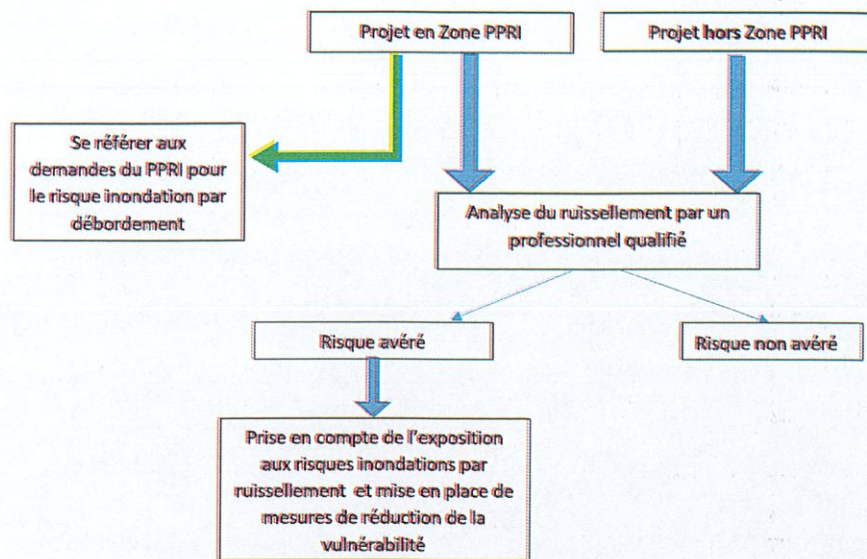 Projet en Zone PPRI
Projet hors Zone PPRI
Se référer aux
demandes du PPRI pour
le risque inondation par
débordement
Analyse du ruissellement par un
professionnel qualifié
Risque avéré
Risque non avéré
Prise en compte de l'exposition
aux risques inondations par
ruissellement et mise en place de
mesures de réduction de la
vulnérabilité